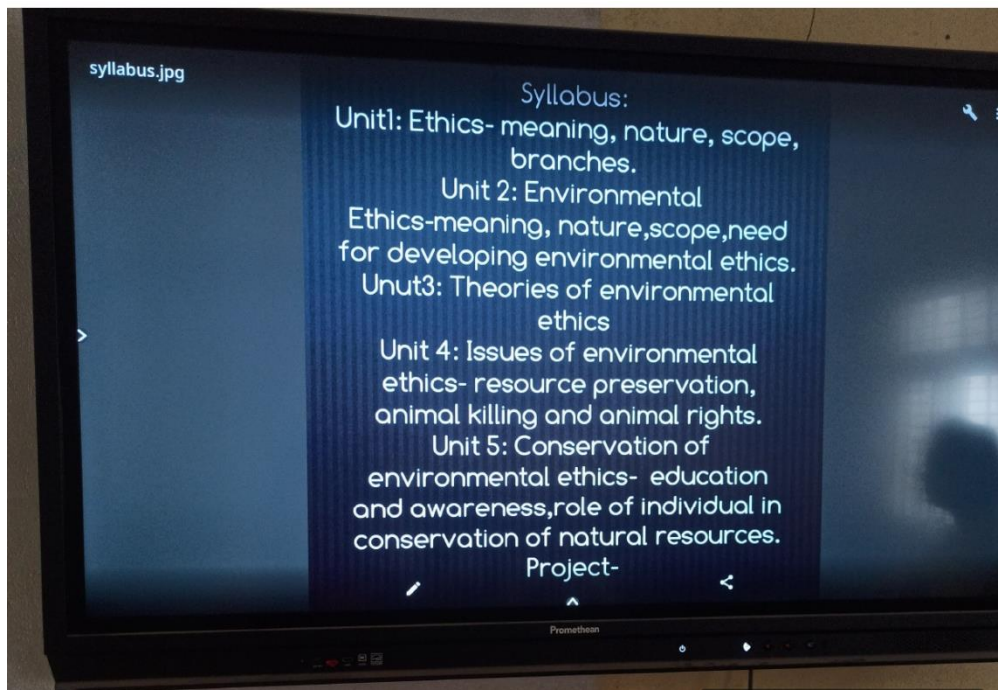 syllabus.jpg
Syllabus:
Unit1: Ethics- meaning, nature, scope,
branches.
Unit 2: Environmental
Ethics-meaning, nature,scope,need
for developing environmental ethics.
Unut3: Theories of environmental
ethics
Unit 4: Issues of environmental
ethics- resource preservation,
animal killing and animal rights.
Unit 5: Conservation of
environmental ethics- education
and awareness,role of individual in
conservation of natural resources.
Project-
Promethean